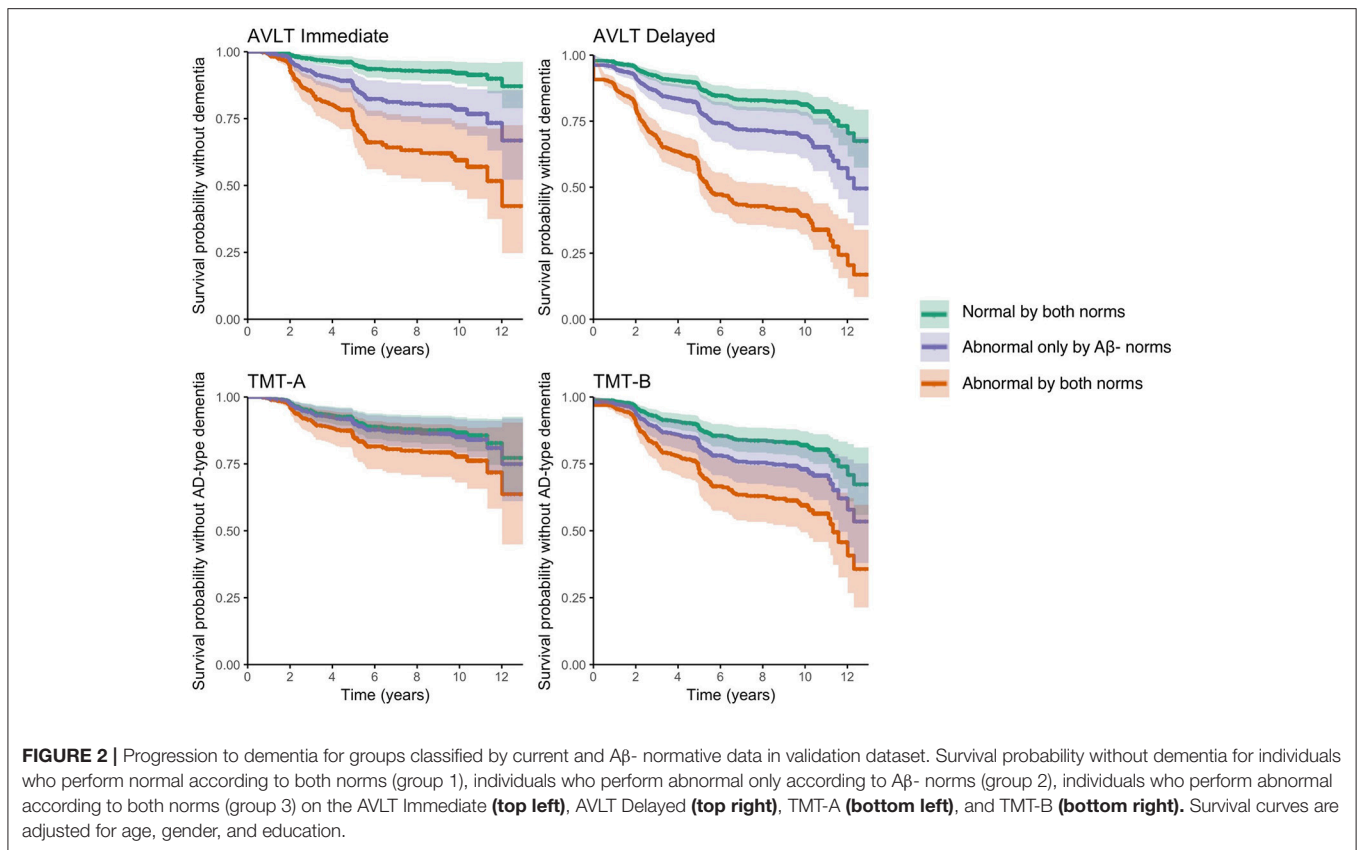 AVLT Immediate
Survival probability without dementia
1.00
0.75
0.50
0.25
0.00
0 2 4 6 8 10 12
Time (years)
AVLT Delayed
Survival probability without dementia
1.00
0.75
0.50
0.25
0.00
0 2 4 6 8 10 12
Time (years)
TMT-A
Survival probability without AD-type dementia
1.00
0.75
0.50
0.25
0.00
0 2 4 6 8 10 12
Time (years)
TMT-B
Survival probability without AD-type dementia
1.00
0.75
0.50
0.25
0.00
0 2 4 6 8 10 12
Time (years)
Normal by both norms
Abnormal only by Aβ- norms
Abnormal by both norms
FIGURE 2 | Progression to dementia for groups classified by current and Aβ- normative data in validation dataset. Survival probability without dementia for individuals
who perform normal according to both norms (group 1), individuals who perform abnormal only according to Aβ- norms (group 2), individuals who perform abnormal
according to both norms (group 3) on the AVLT Immediate (top left), AVLT Delayed (top right), TMT-A (bottom left), and TMT-B (bottom right). Survival curves are
adjusted for age, gender, and education.